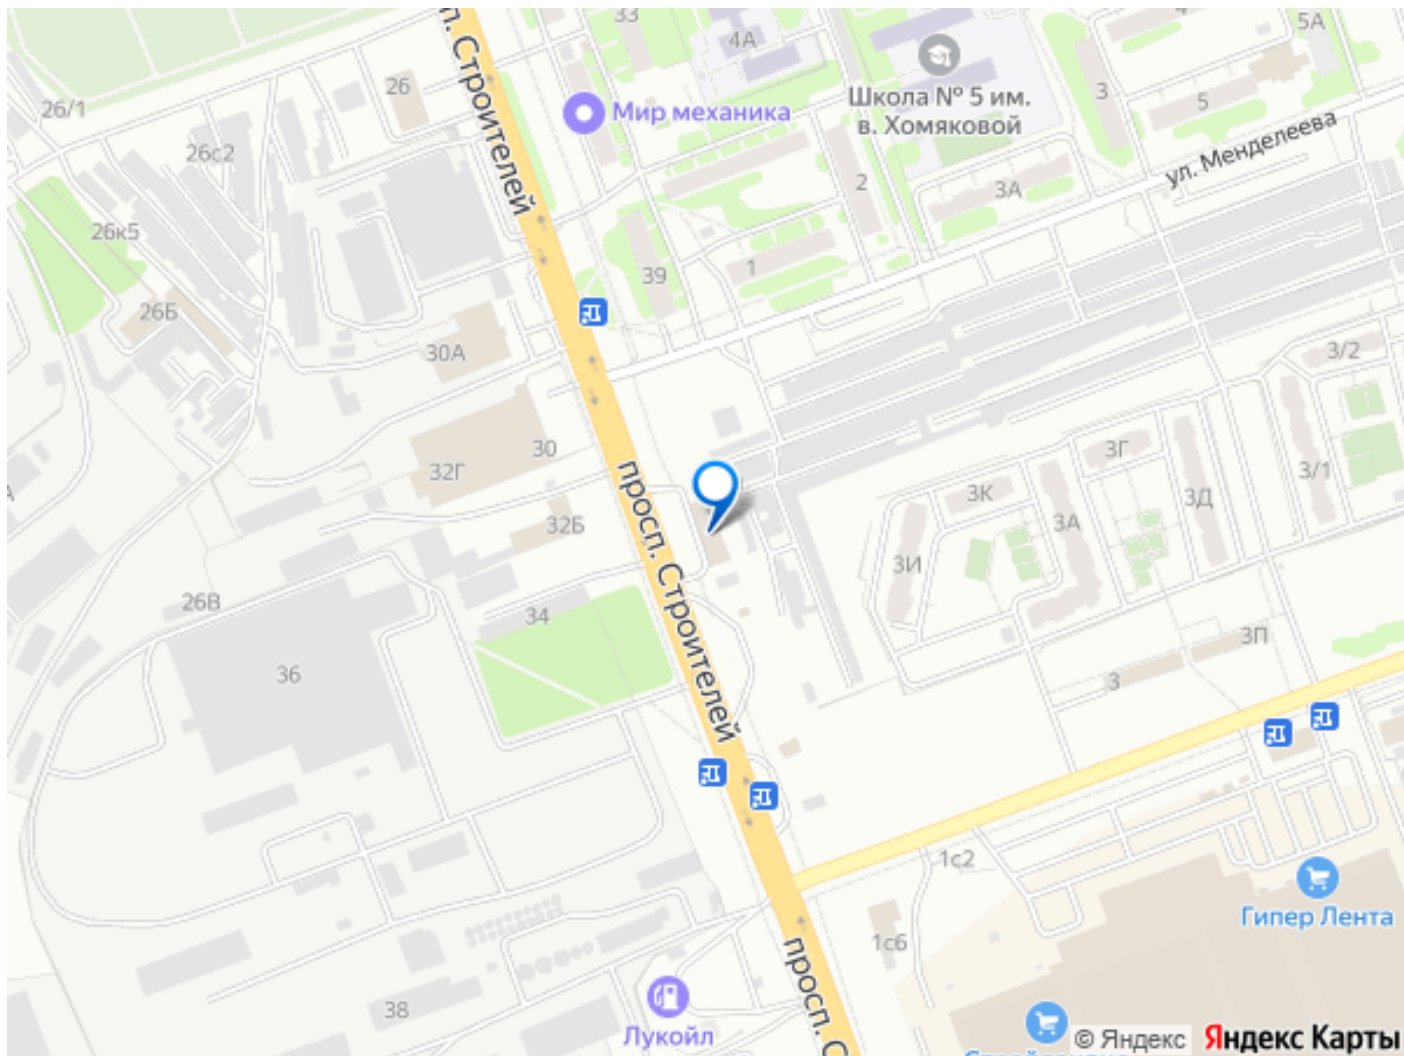 33
4А
5А
4
26
26/1
просп. Строителей
Мир механика
Школа № 5 им.
в. Хомяковой
3
5
ул. Менделеева
26с2
2
3А
26к5
39
1
26Б
30А
3/2
30
32Г
3Г
3К
3А
3Д
3/1
32Б
просп. Строителей
3И
26В
34
3П
36
3
1с2
1с6
Гипер Лента
просп. С
38
Лукойл
© Яндекс
Яндекс Карты